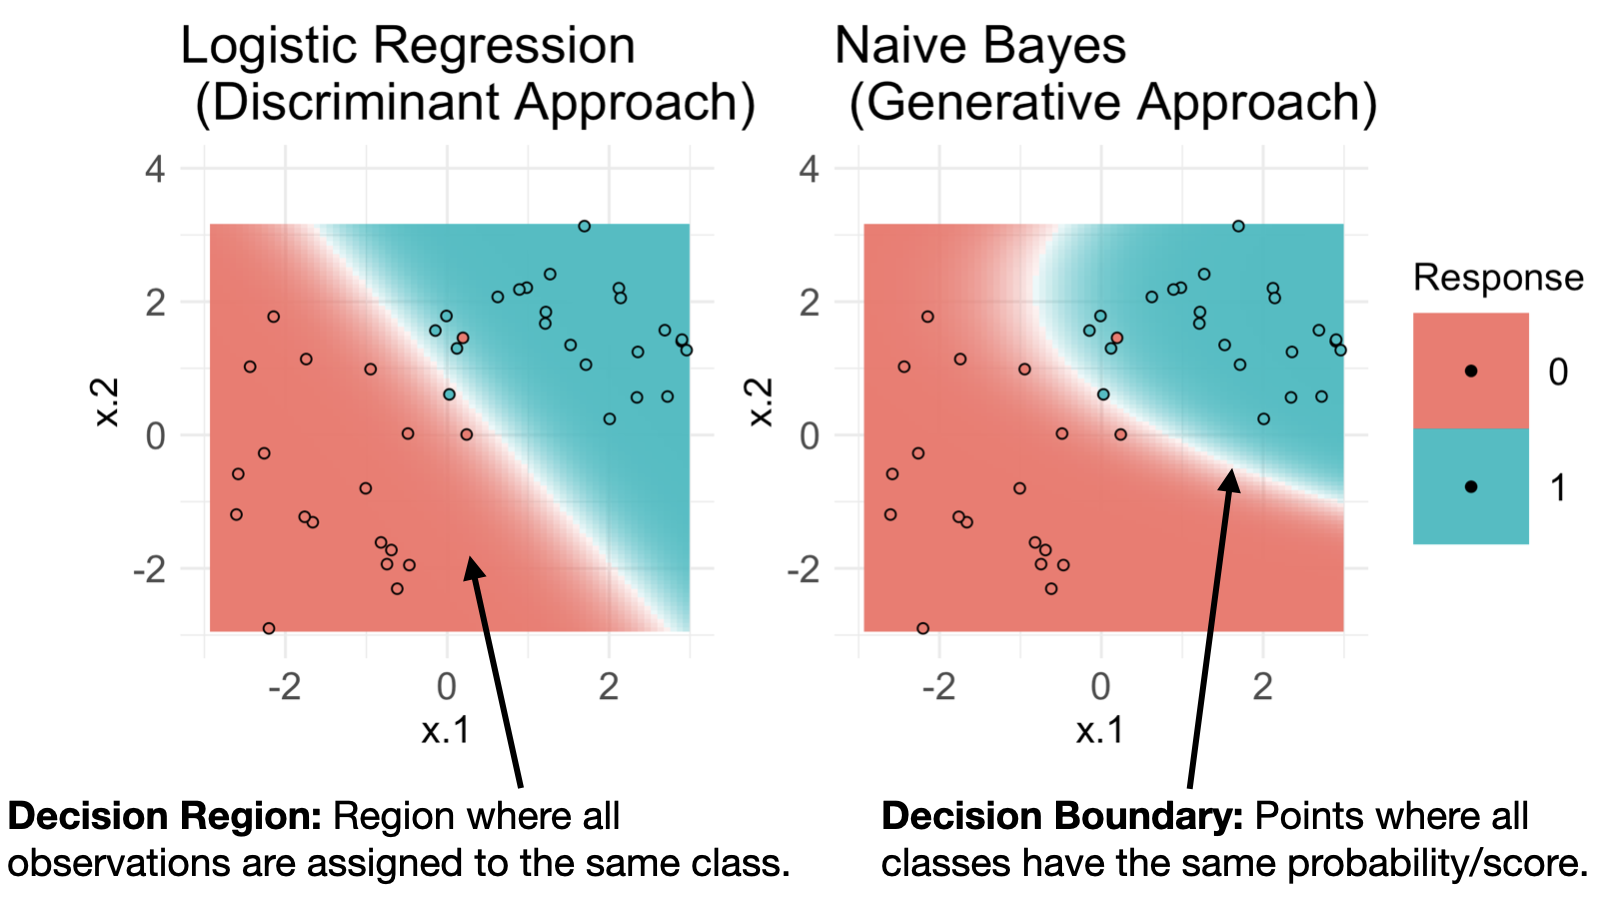 Logistic Regression
(Discriminant Approach)
Naive Bayes
(Generative Approach)
4
2
0
-2
x.2
-2
0
2
x.1
4
2
0
-2
x.2
-2
0
2
x.1
Response
0
1
Decision Region: Region where all
observations are assigned to the same class.
Decision Boundary: Points where all
classes have the same probability/score.